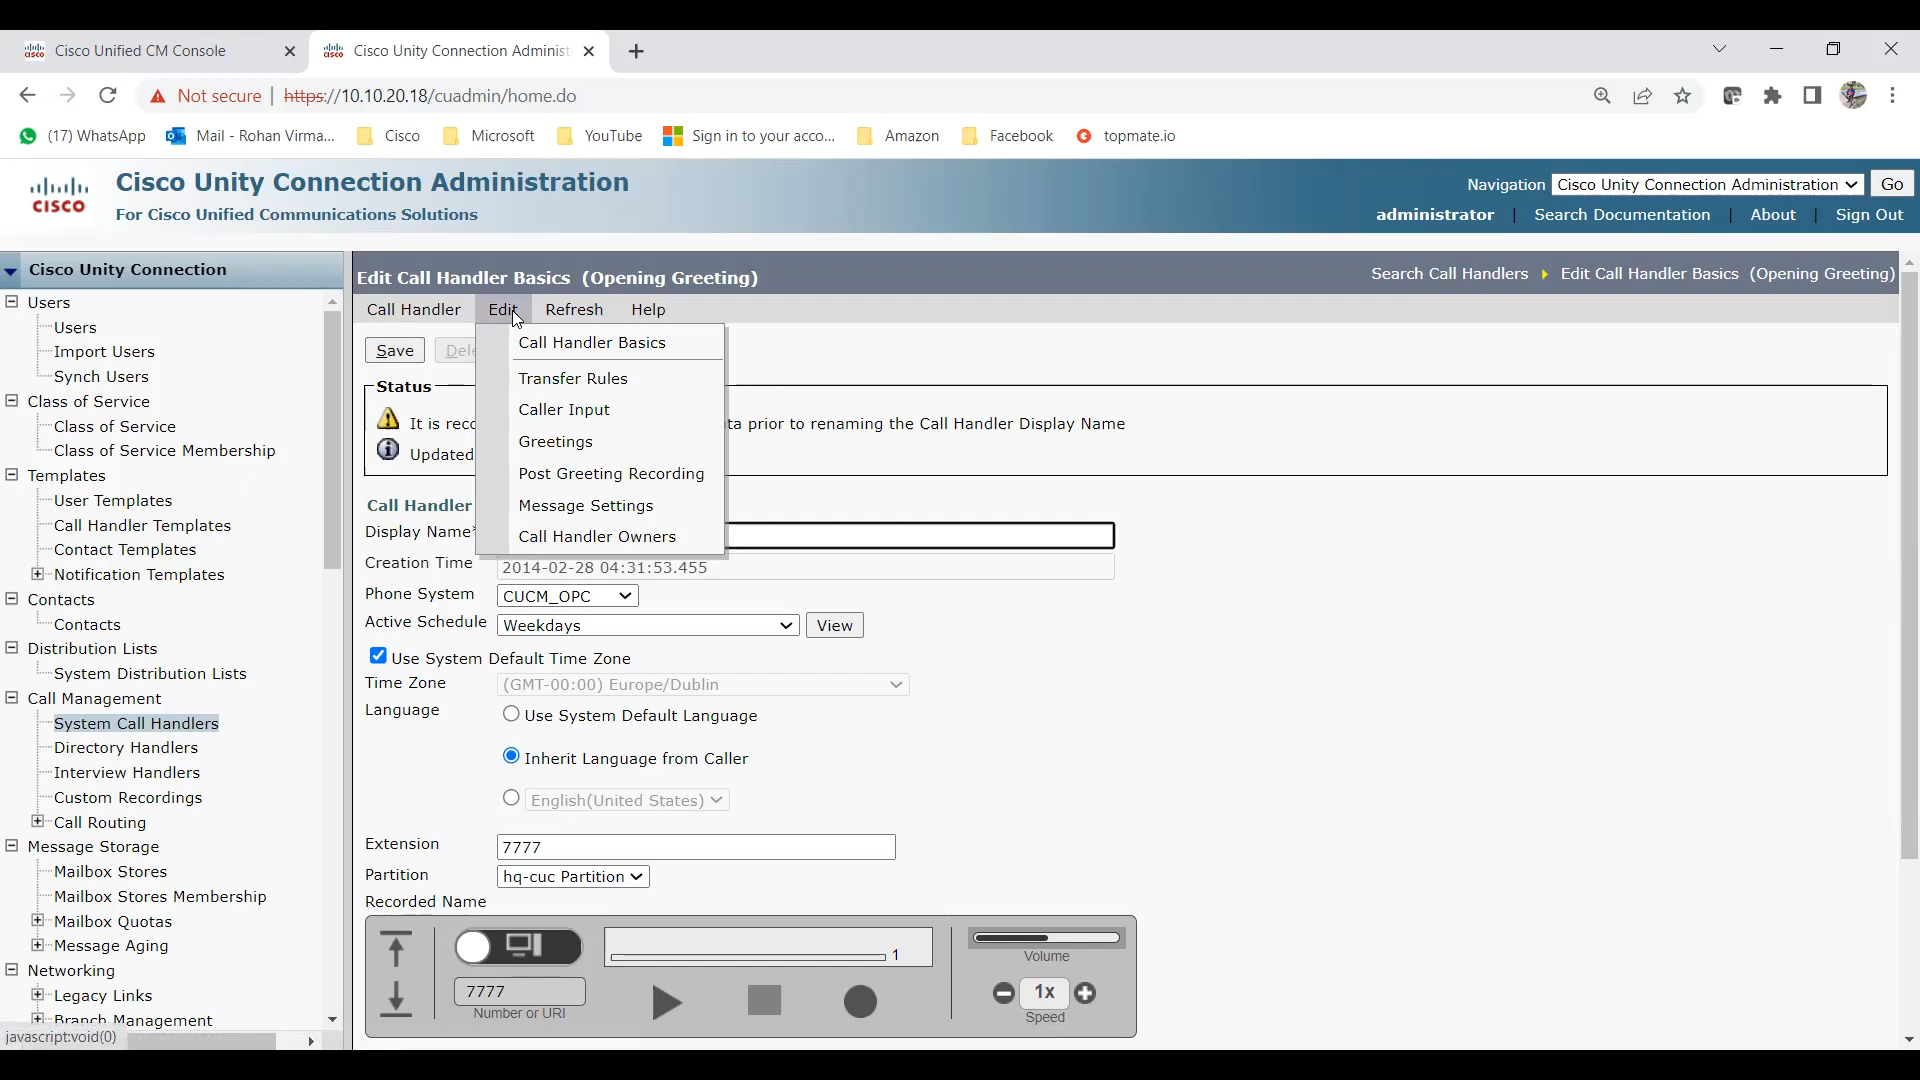 Cisco Unified CM Console
Cisco Unity Connection Administ
Not secure | https://10.10.20.18/cuadmin/home.do
(17) WhatsApp Mail - Rohan Virma... Cisco Microsoft YouTube Sign in to your acco... Amazon Facebook topmate.io
CISCO
Cisco Unity Connection Administration
For Cisco Unified Communications Solutions
Navigation Cisco Unity Connection Administration Go
administrator | Search Documentation | About | Sign Out
Cisco Unity Connection
Users
Users
Import Users
Synch Users
Class of Service
Class of Service
Class of Service Membership
Templates
User Templates
Call Handler Templates
Contact Templates
Notification Templates
Contacts
Contacts
Distribution Lists
System Distribution Lists
Call Management
System Call Handlers
Directory Handlers
Interview Handlers
Custom Recordings
Call Routing
Message Storage
Mailbox Stores
Mailbox Stores Membership
Mailbox Quotas
Message Aging
Networking
Legacy Links
Branch Management
javascript:void(0)
Edit Call Handler Basics (Opening Greeting)
Search Call Handlers Edit Call Handler Basics (Opening Greeting)
Call Handler Edit Refresh Help
Save Dele
Call Handler Basics
Transfer Rules
Caller Input
Greetings
Post Greeting Recording
Message Settings
Call Handler Owners
Status
It is rec ta prior to renaming the Call Handler Display Name
Updated
Call Handler
Display Name*
Creation Time 2014-02-28 04:31:53.455
Phone System CUCM_OPC
Active Schedule Weekdays View
Use System Default Time Zone
Time Zone (GMT-00:00) Europe/Dublin
Language Use System Default Language
Inherit Language from Caller
English(United States)
Extension 7777
Partition hq-cuc Partition
Recorded Name
1
Volume
7777
Number or URI
1x
Speed